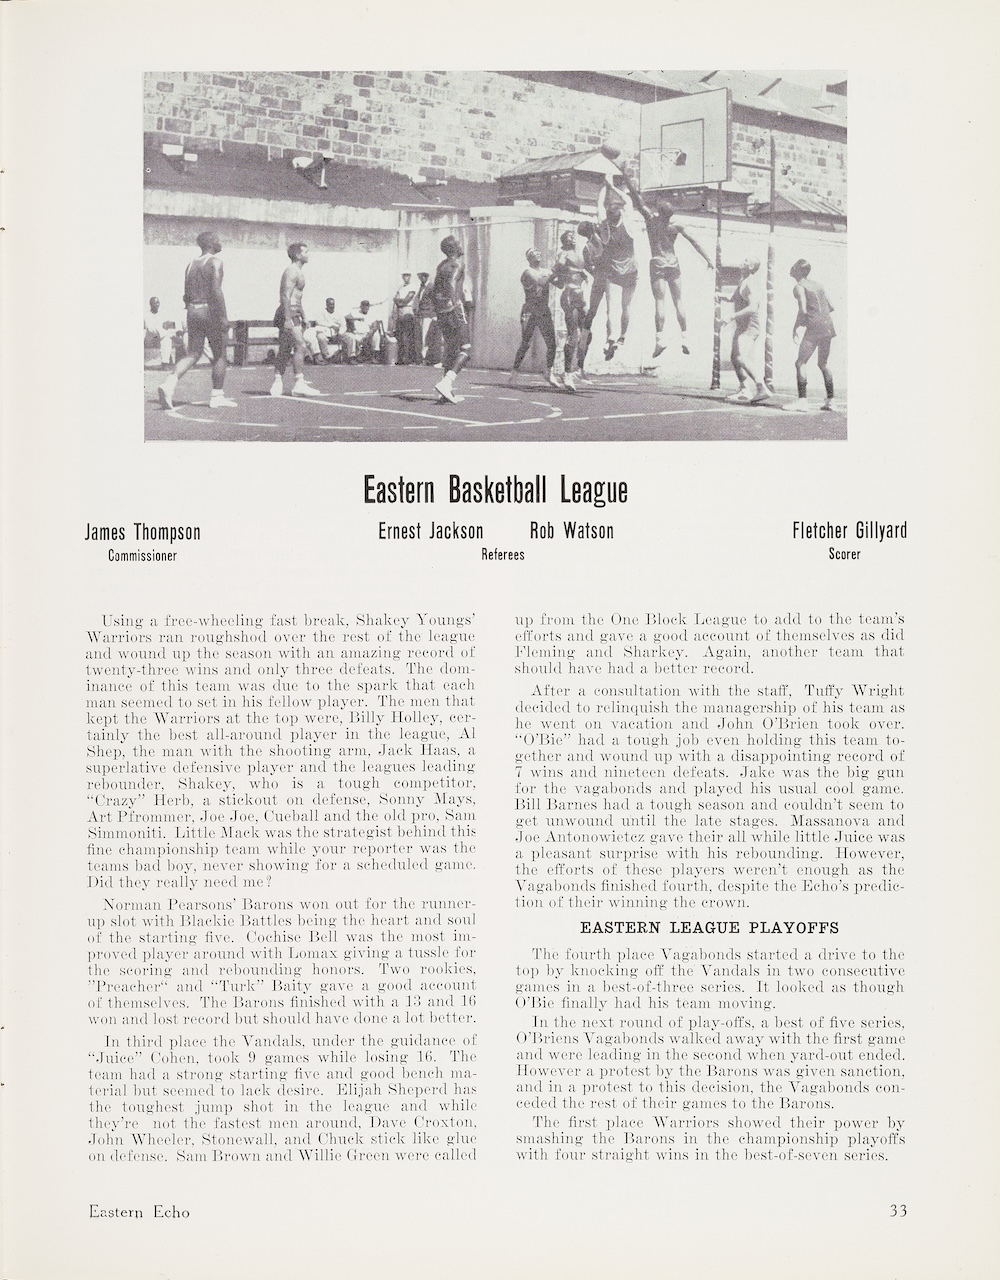 Eastern Basketball League
James Thompson
Commissioner
Ernest Jackson Rob Watson
Referees
Fletcher Gillyard
Scorer
Using a free-wheeling fast break, Shakey Youngs'
Warriors ran roughshod over the rest of the league
and wound up the season with an amazing record of
twenty-three wins and only three defeats. The dom-
inance of this team was due to the spark that each
man seemed to set in his fellow player. The men that
kept the Warriors at the top were, Billy Holley, cer-
tainly the best all-around player in the league, Al
Shep, the man with the shooting arm, Jack Haas, a
superlative defensive player and the leagues leading
rebounder, Shakey, who is a tough competitor,
"Crazy" Herb, a stickout on defense, Sonny Mays,
Art Pfrommer, Joe Joe, Cueball and the old pro, Sam
Simmoniti. Little Mack was the strategist behind this
fine championship team while your reporter was the
teams bad boy, never showing for a scheduled game.
Did they really need me?
Norman Pearsons' Barons won out for the runner-
up slot with Blackie Battles being the heart and soul
of the starting five. Cochise Bell was the most im-
proved player around with Lomax giving a tussle for
the scoring and rebounding honors. Two rookies,
"Preacher" and "Turk" Baity gave a good account
of themselves. The Barons finished with a 13 and 16
won and lost record but should have done a lot better.
In third place the Vandals, under the guidance of
"Juice" Cohen, took 9 games while losing 16. The
team had a strong starting five and good bench ma-
terial but seemed to lack desire. Elijah Sheperd has
the toughest jump shot in the league and while
they're not the fastest men around, Dave Croxton,
John Wheeler, Stonewall, and Chuck stick like glue
on defense. Sam Brown and Willie Green were called
up from the One Block League to add to the team's
efforts and gave a good account of themselves as did
Fleming and Sharkey. Again, another team that
should have had a better record.
After a consultation with the staff, Tuffy Wright
decided to relinquish the managership of his team as
he went on vacation and John O'Brien took over.
"O'Bie" had a tough job even holding this team to-
gether and wound up with a disappointing record of
7 wins and nineteen defeats. Jake was the big gun
for the vagabonds and played his usual cool game.
Bill Barnes had a tough season and couldn't seem to
get unwound until the late stages. Massanova and
Joe Antonowietcz gave their all while little Juice was
a pleasant surprise with his rebounding. However,
the efforts of these players weren't enough as the
Vagabonds finished fourth, despite the Echo's predic-
tion of their winning the crown.
EASTERN LEAGUE PLAYOFFS
The fourth place Vagabonds started a drive to the
top by knocking off the Vandals in two consecutive
games in a best-of-three series. It looked as though
O'Bie finally had his team moving.
In the next round of play-offs, a best of five series,
O'Briens Vagabonds walked away with the first game
and were leading in the second when yard-out ended.
However a protest by the Barons was given sanction,
and in a protest to this decision, the Vagabonds con-
ceded the rest of their games to the Barons.
The first place Warriors showed their power by
smashing the Barons in the championship playoffs
with four straight wins in the best-of-seven series.
Eastern Echo
33